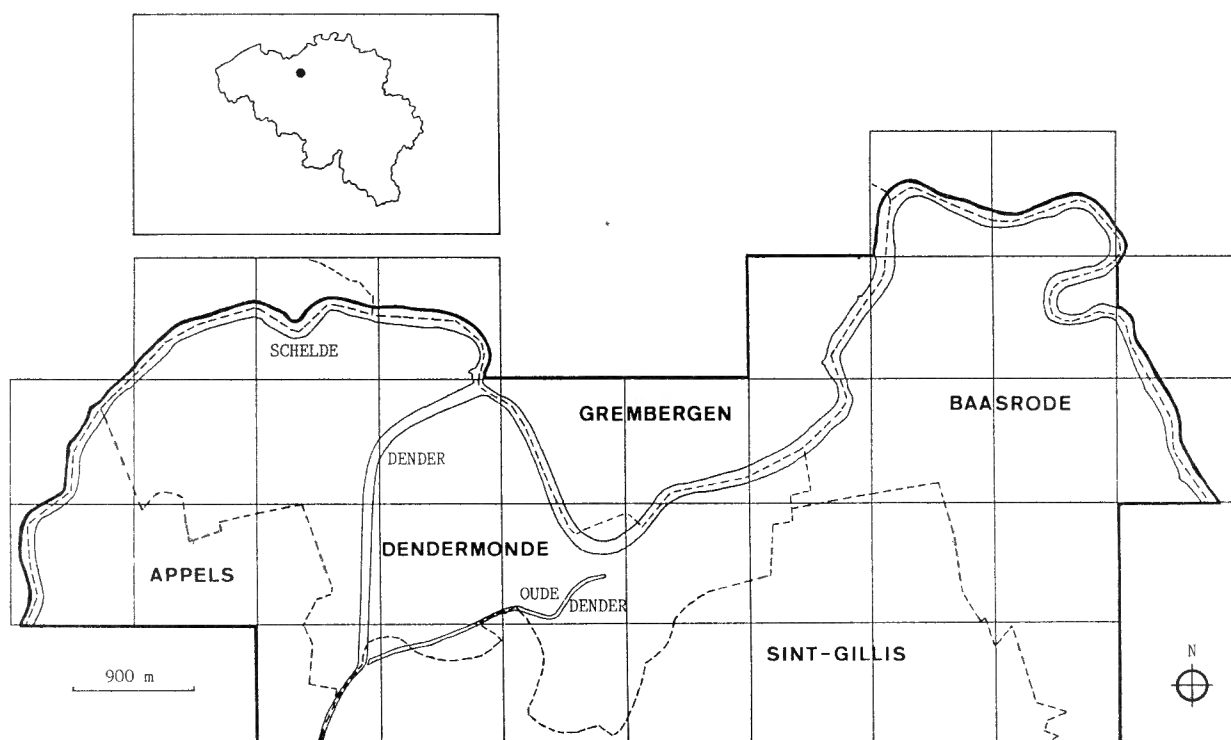 SCHELDE
GREMBERGEN
BAASRODE
DENDER
DENDERMONDE
APPELS
OUDE
DENDER
SINT-GILLIS
900 m
N